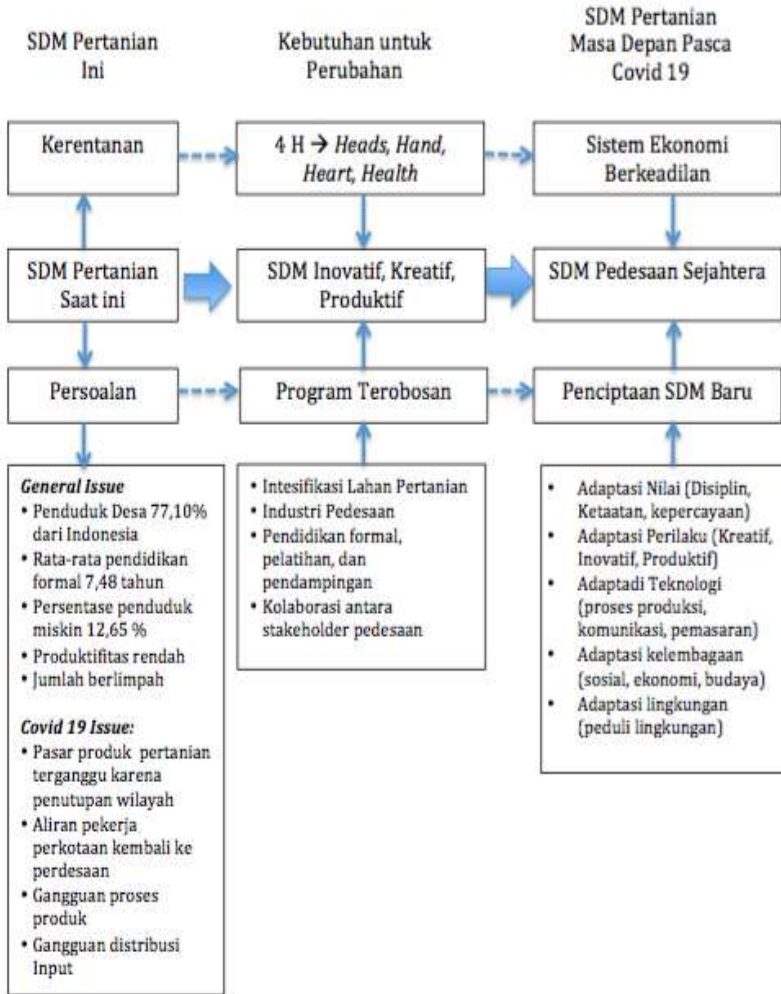 SDM Pertanian
Ini
Kebutuhan untuk
Perubahan
SDM Pertanian
Masa Depan Pasca
Covid 19
Kerentanan
4 H → Heads, Hand,
Heart, Health
Sistem Ekonomi
Berkeadilan
SDM Pertanian
Saat ini
SDM Inovatif, Kreatif,
Produktif
SDM Pedesaan Sejahtera
Persoalan
Program Terobosan
Penciptaan SDM Baru
General Issue
• Penduduk Desa 77,10%
dari Indonesia
• Rata-rata pendidikan
formal 7,48 tahun
• Persentase penduduk
miskin 12,65 %
• Produktifitas rendah
• Jumlah berlimpah
Covid 19 Issue:
• Pasar produk pertanian
terganggu karena
penutupan wilayah
• Aliran pekerja
perkotaan kembali ke
perdesaan
• Gangguan proses
produk
• Gangguan distribusi
Input
• Intesifikasi Lahan Pertanian
• Industri Pedesaan
• Pendidikan formal,
pelatihan, dan
pendampingan
• Kolaborasi antara
stakeholder pedesaan
• Adaptasi Nilai (Disiplin,
Ketaatan, kepercayaan)
• Adaptasi Perilaku (Kreatif,
Inovatif, Produktif)
• Adaptadi Teknologi
(proses produksi,
komunikasi, pemasaran)
• Adaptasi kelembagaan
(sosial, ekonomi, budaya)
• Adaptasi lingkungan
(peduli lingkungan)